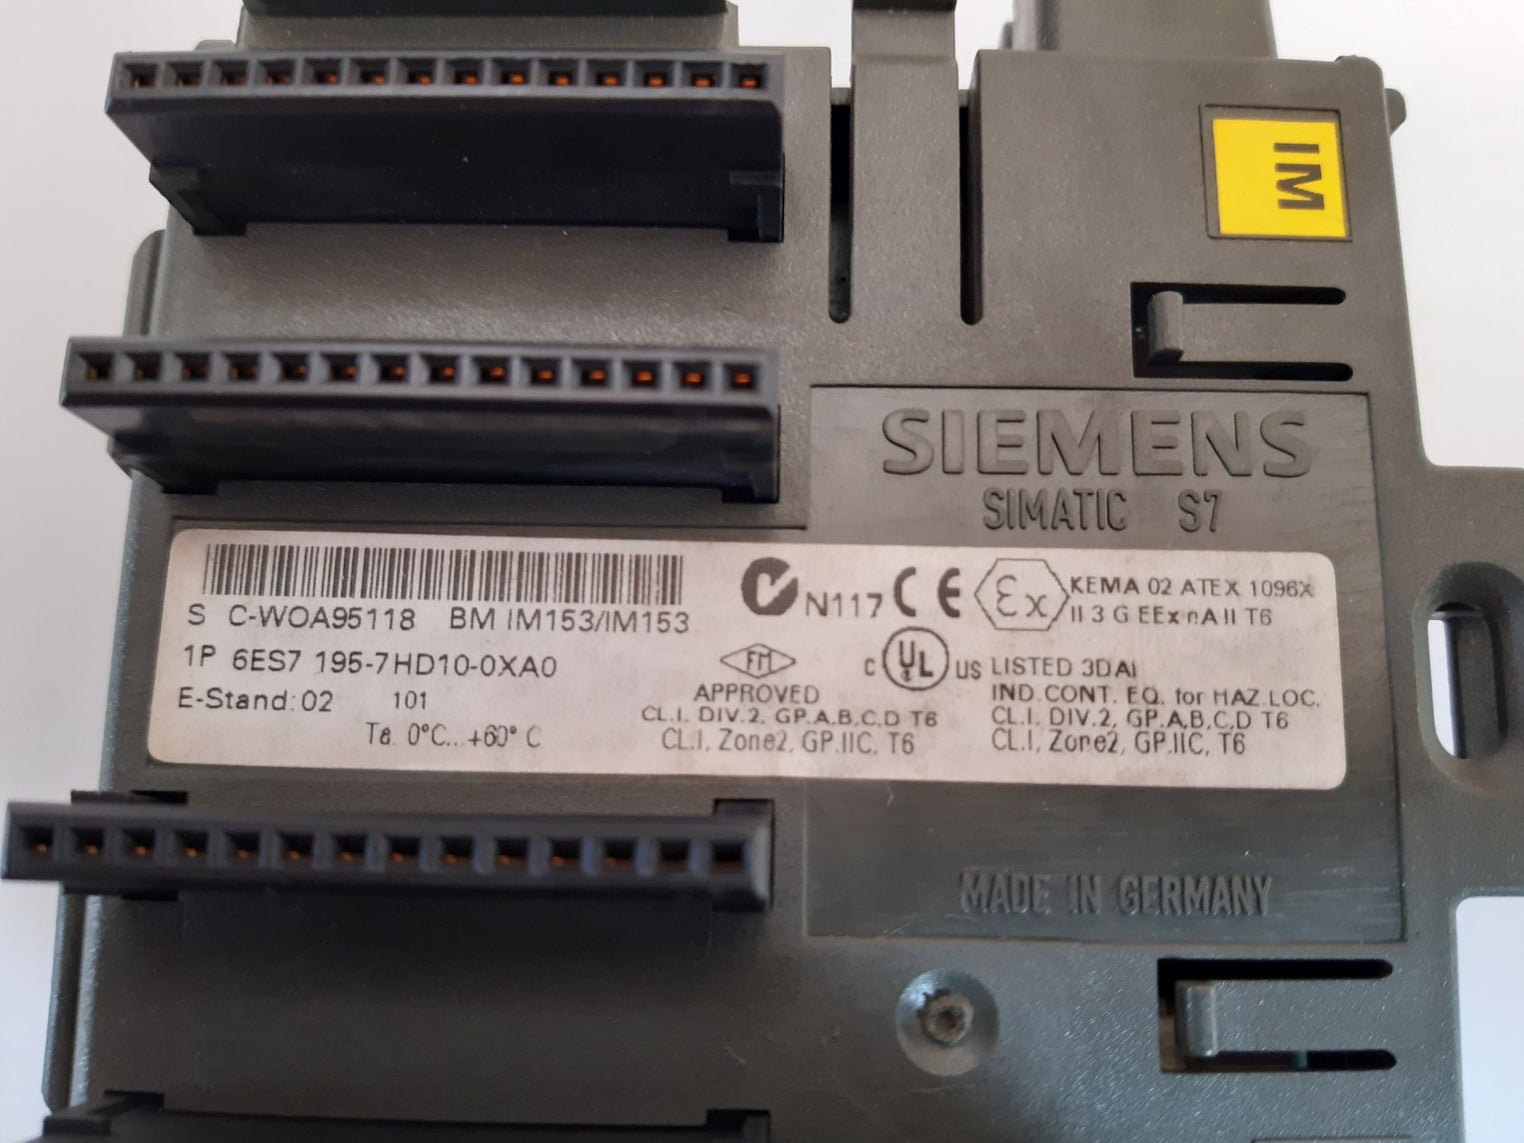 IM
SIEMENS
SIMATIC S7
S C-WOA95118 BM IM153/IM153
1P 6ES7 195-7HD10-0XA0
E-Stand: 02 101
Ta. 0°C...+60°C
N117 CE Ex KEMA 02 ATEX 1096X
II 3 G EEx nA II T6
FM
APPROVED
CL.I, DIV.2, GP.A,B,C,D T6
CL.I, Zone2, GP.IIC, T6
c UL US LISTED 3DAI
IND.CONT. EQ. for HAZ.LOC.
CL.I, DIV.2, GP.A,B,C,D T6
CL.I, Zone2, GP.IIC, T6
MADE IN GERMANY